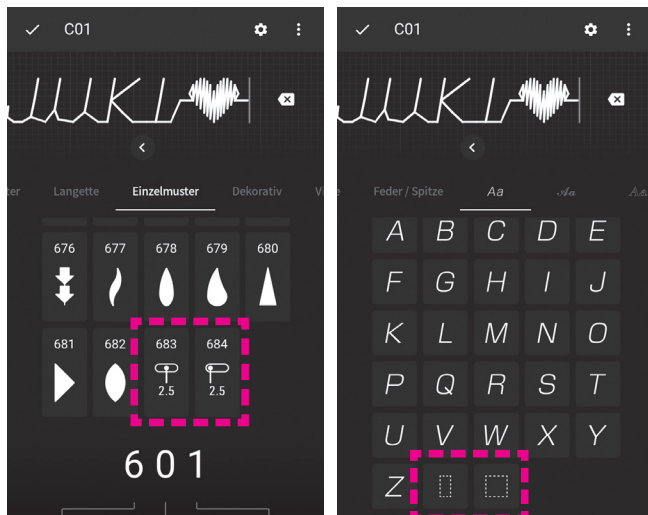 C01
Langette Einzelmuster Dekorativ
676 677 678 679 680
681 682 683 684
2.5 2.5
601
C01
Feder / Spitze Aa Aa
A B C D E
F G H I J
K L M N O
P Q R S T
U V W X Y
Z